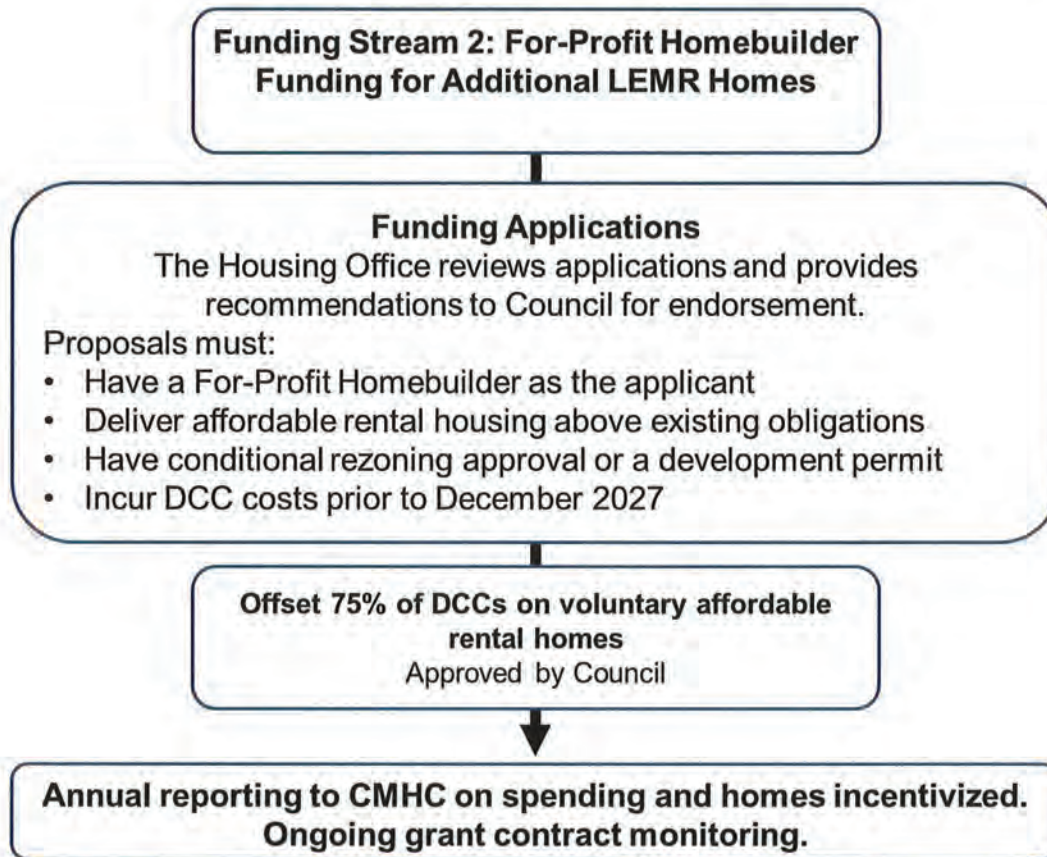 Funding Stream 2: For-Profit Homebuilder
Funding for Additional LEMR Homes
Funding Applications
The Housing Office reviews applications and provides
recommendations to Council for endorsement.
Proposals must:
• Have a For-Profit Homebuilder as the applicant
• Deliver affordable rental housing above existing obligations
• Have conditional rezoning approval or a development permit
• Incur DCC costs prior to December 2027
Offset 75% of DCCs on voluntary affordable
rental homes
Approved by Council
Annual reporting to CMHC on spending and homes incentivized.
Ongoing grant contract monitoring.